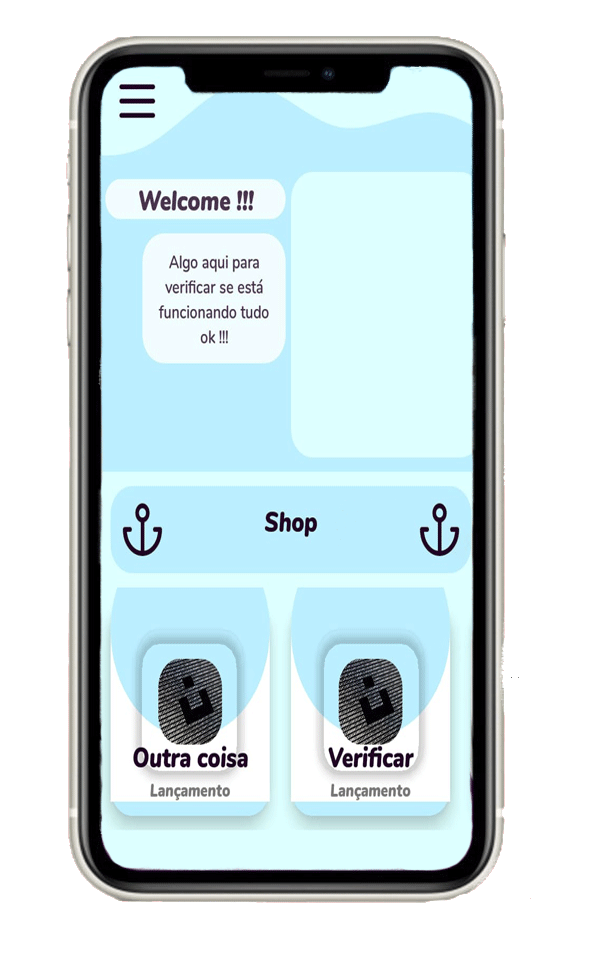 Welcome !!!
Algo aqui para
verificar se está
funcionando tudo
ok !!!
Shop
Outra coisa
Verificar
Lançamento
Lançamento